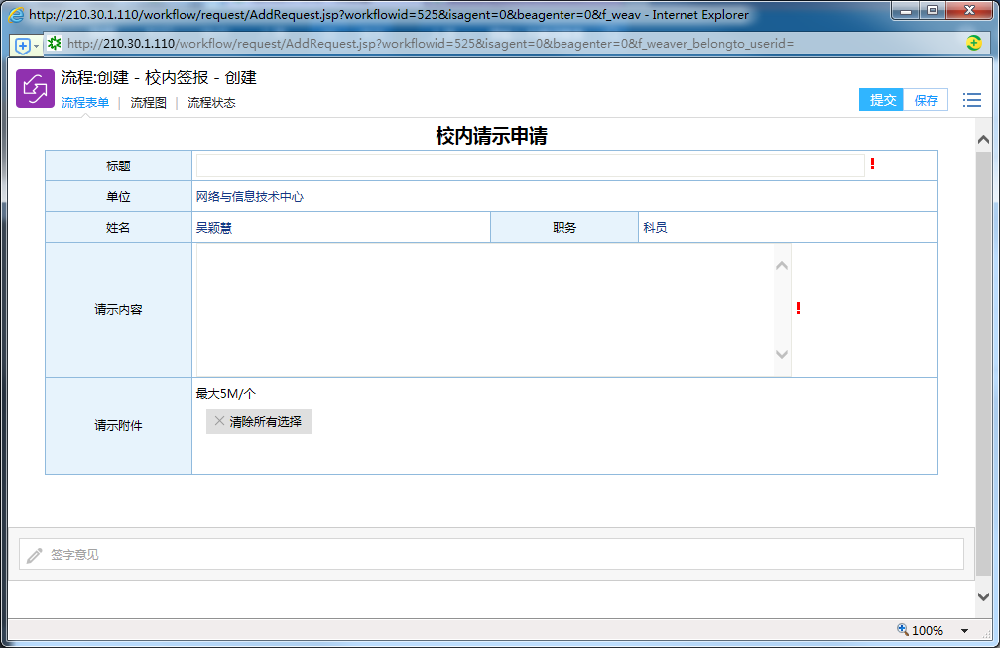 http://210.30.1.110/workflow/request/AddRequest.jsp?workflowid=525&isagent=0&beagenter=0&f_weav - Internet Explorer
http://210.30.1.110/workflow/request/AddRequest.jsp?workflowid=525&isagent=0&beagenter=0&f_weaver_belongto_userid=
流程:创建 - 校内签报 - 创建
流程表单 | 流程图 | 流程状态
提交 保存
校内请示申请
标题 !
单位 网络与信息技术中心
姓名 吴颖慧 职务 科员
请示内容 !
最大5M/个
请示附件 清除所有选择
签字意见
100%